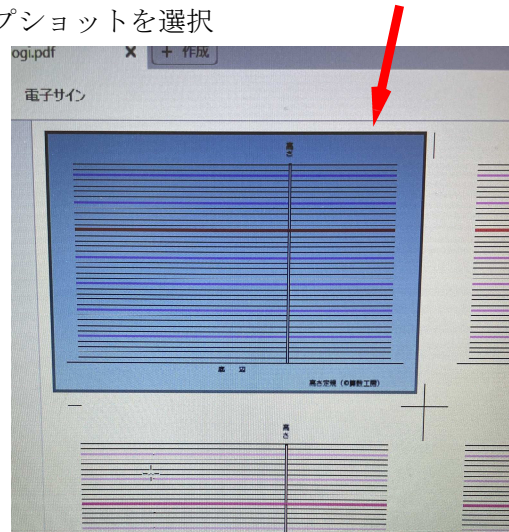 プショットを選択
ogi.pdf × + 作成
電子サイン
高さ
底 辺
高さ定規（©算数工房）
高さ